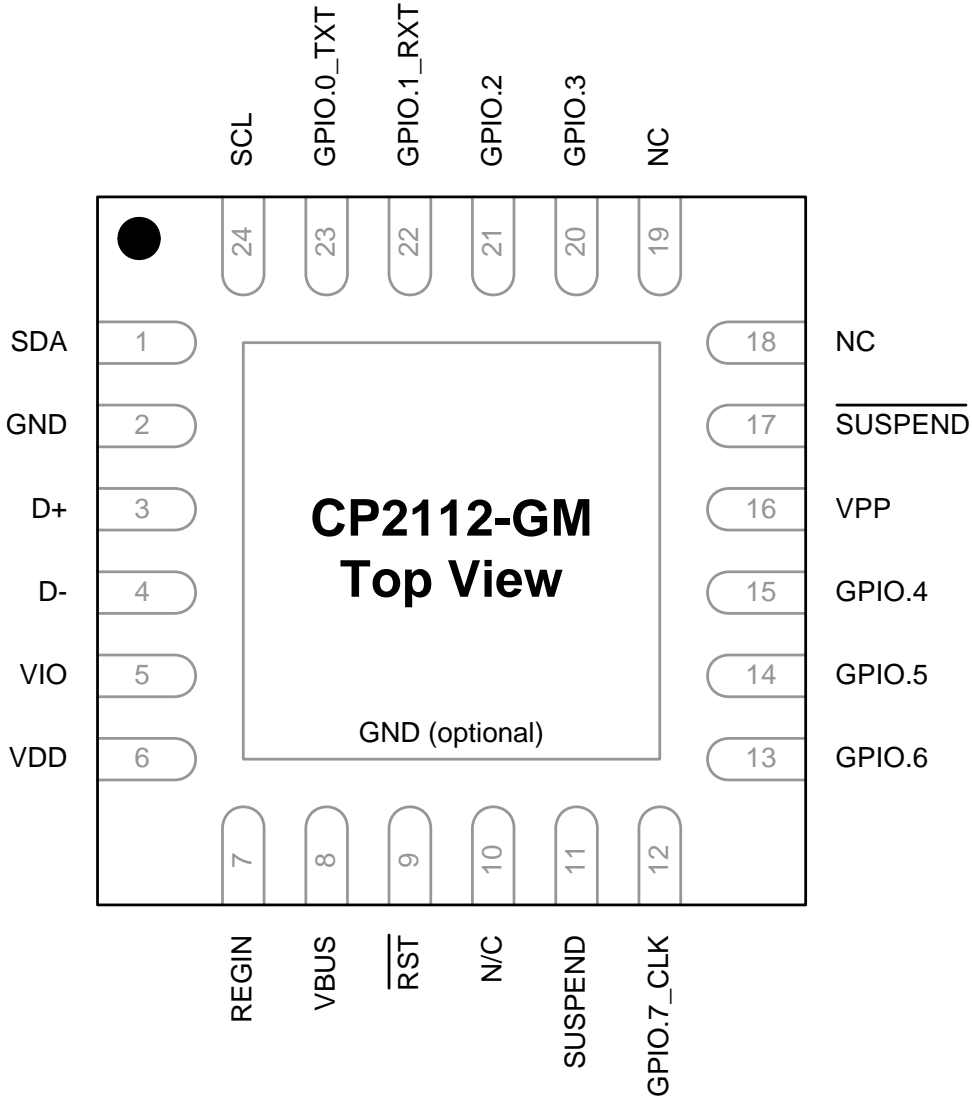 SCL
GPIO.0_TXT
GPIO.1_RXT
GPIO.2
GPIO.3
NC
24
23
22
21
20
19
SDA
1
GND
2
D+
3
D-
4
VIO
5
VDD
6
CP2112-GM
Top View
GND (optional)
18
NC
17
SUSPEND
16
VPP
15
GPIO.4
14
GPIO.5
13
GPIO.6
7
8
9
10
11
12
REGIN
VBUS
RST
N/C
SUSPEND
GPIO.7_CLK